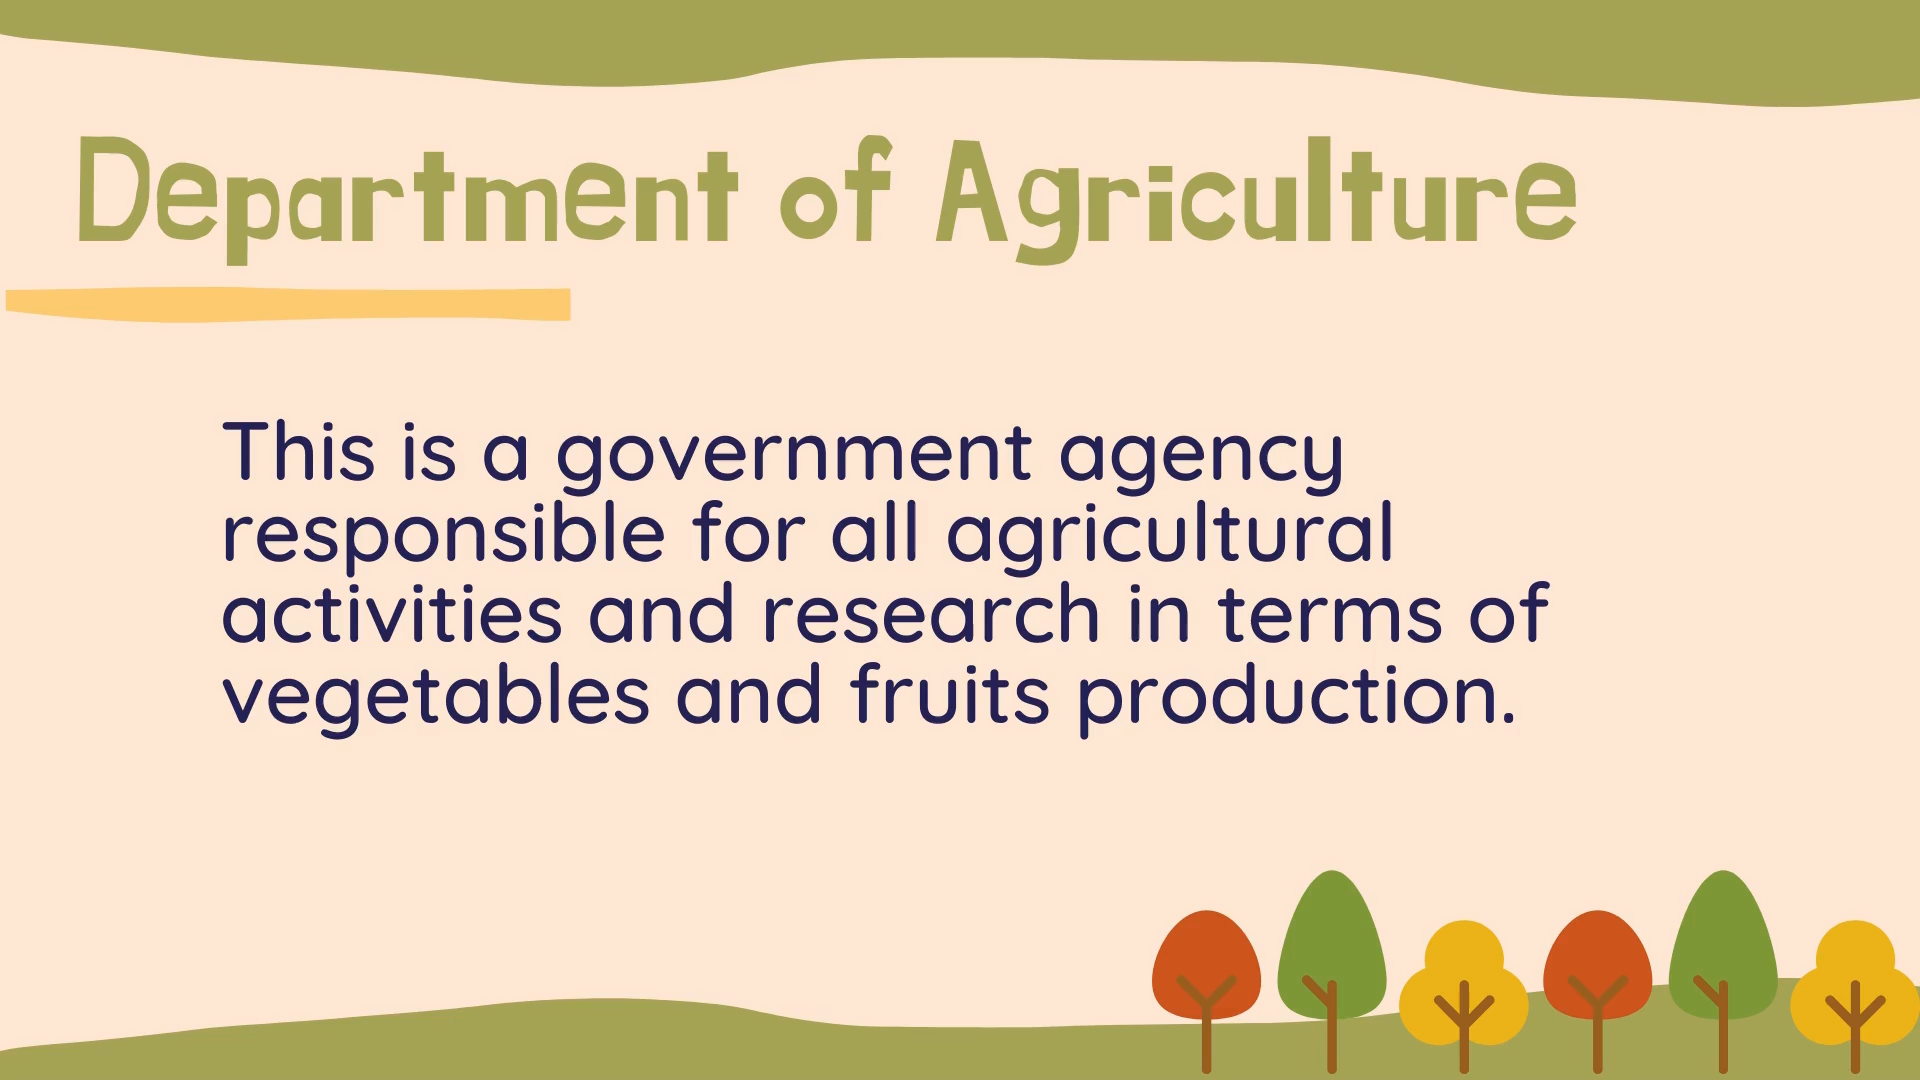 Department of Agriculture
This is a government agency
responsible for all agricultural
activities and research in terms of
vegetables and fruits production.